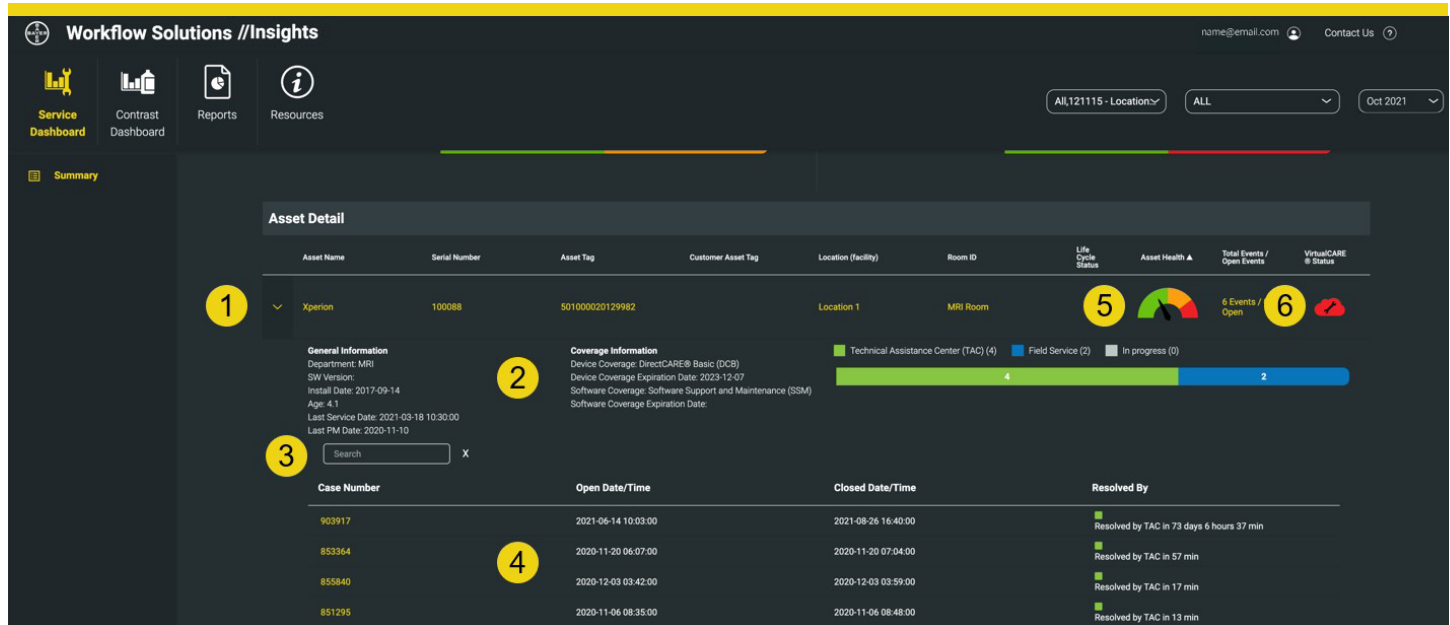 BAYER
Workflow Solutions //Insights
name@email.com
Contact Us ?
Service Dashboard
Contrast Dashboard
Reports
Resources
All,121115 - Location
ALL
Oct 2021
Summary
Asset Detail
Asset Name Serial Number Asset Tag Customer Asset Tag Location (facility) Room ID Life Cycle Status Asset Health ▲ Total Events / Open Events VirtualCARE ® Status
1
Xperion 100088 501000020129982 Location 1 MRI Room
5
6 Events /
Open
6
General Information
Department: MRI
SW Version:
Install Date: 2017-09-14
Age: 4.1
Last Service Date: 2021-03-18 10:30:00
Last PM Date: 2020-11-10
2
Coverage Information
Device Coverage: DirectCARE® Basic (DCB)
Device Coverage Expiration Date: 2023-12-07
Software Coverage: Software Support and Maintenance (SSM)
Software Coverage Expiration Date:
Technical Assistance Center (TAC) (4) Field Service (2) In progress (0)
4 2
3
Search X
Case Number Open Date/Time Closed Date/Time Resolved By
903917 2021-06-14 10:03:00 2021-08-26 16:40:00 Resolved by TAC in 73 days 6 hours 37 min
853364 2020-11-20 06:07:00 2020-11-20 07:04:00 Resolved by TAC in 57 min
4
855840 2020-12-03 03:42:00 2020-12-03 03:59:00 Resolved by TAC in 17 min
851295 2020-11-06 08:35:00 2020-11-06 08:48:00 Resolved by TAC in 13 min